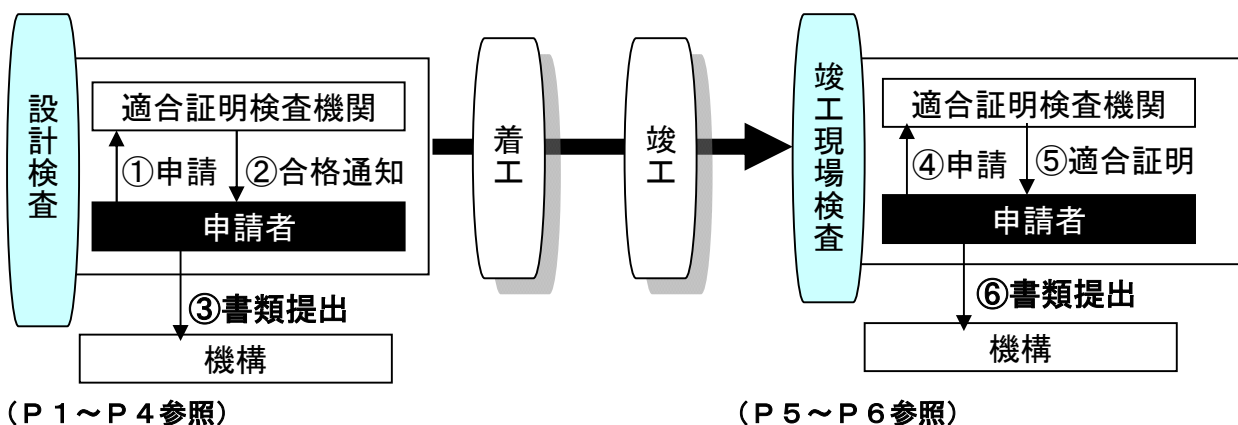 設計検査
適合証明検査機関
①申請
②合格通知
申請者
③書類提出
機構
（Ｐ１～Ｐ４参照）
着工
竣工
竣工現場検査
適合証明検査機関
④申請
⑤適合証明
申請者
⑥書類提出
機構
（Ｐ５～Ｐ６参照）